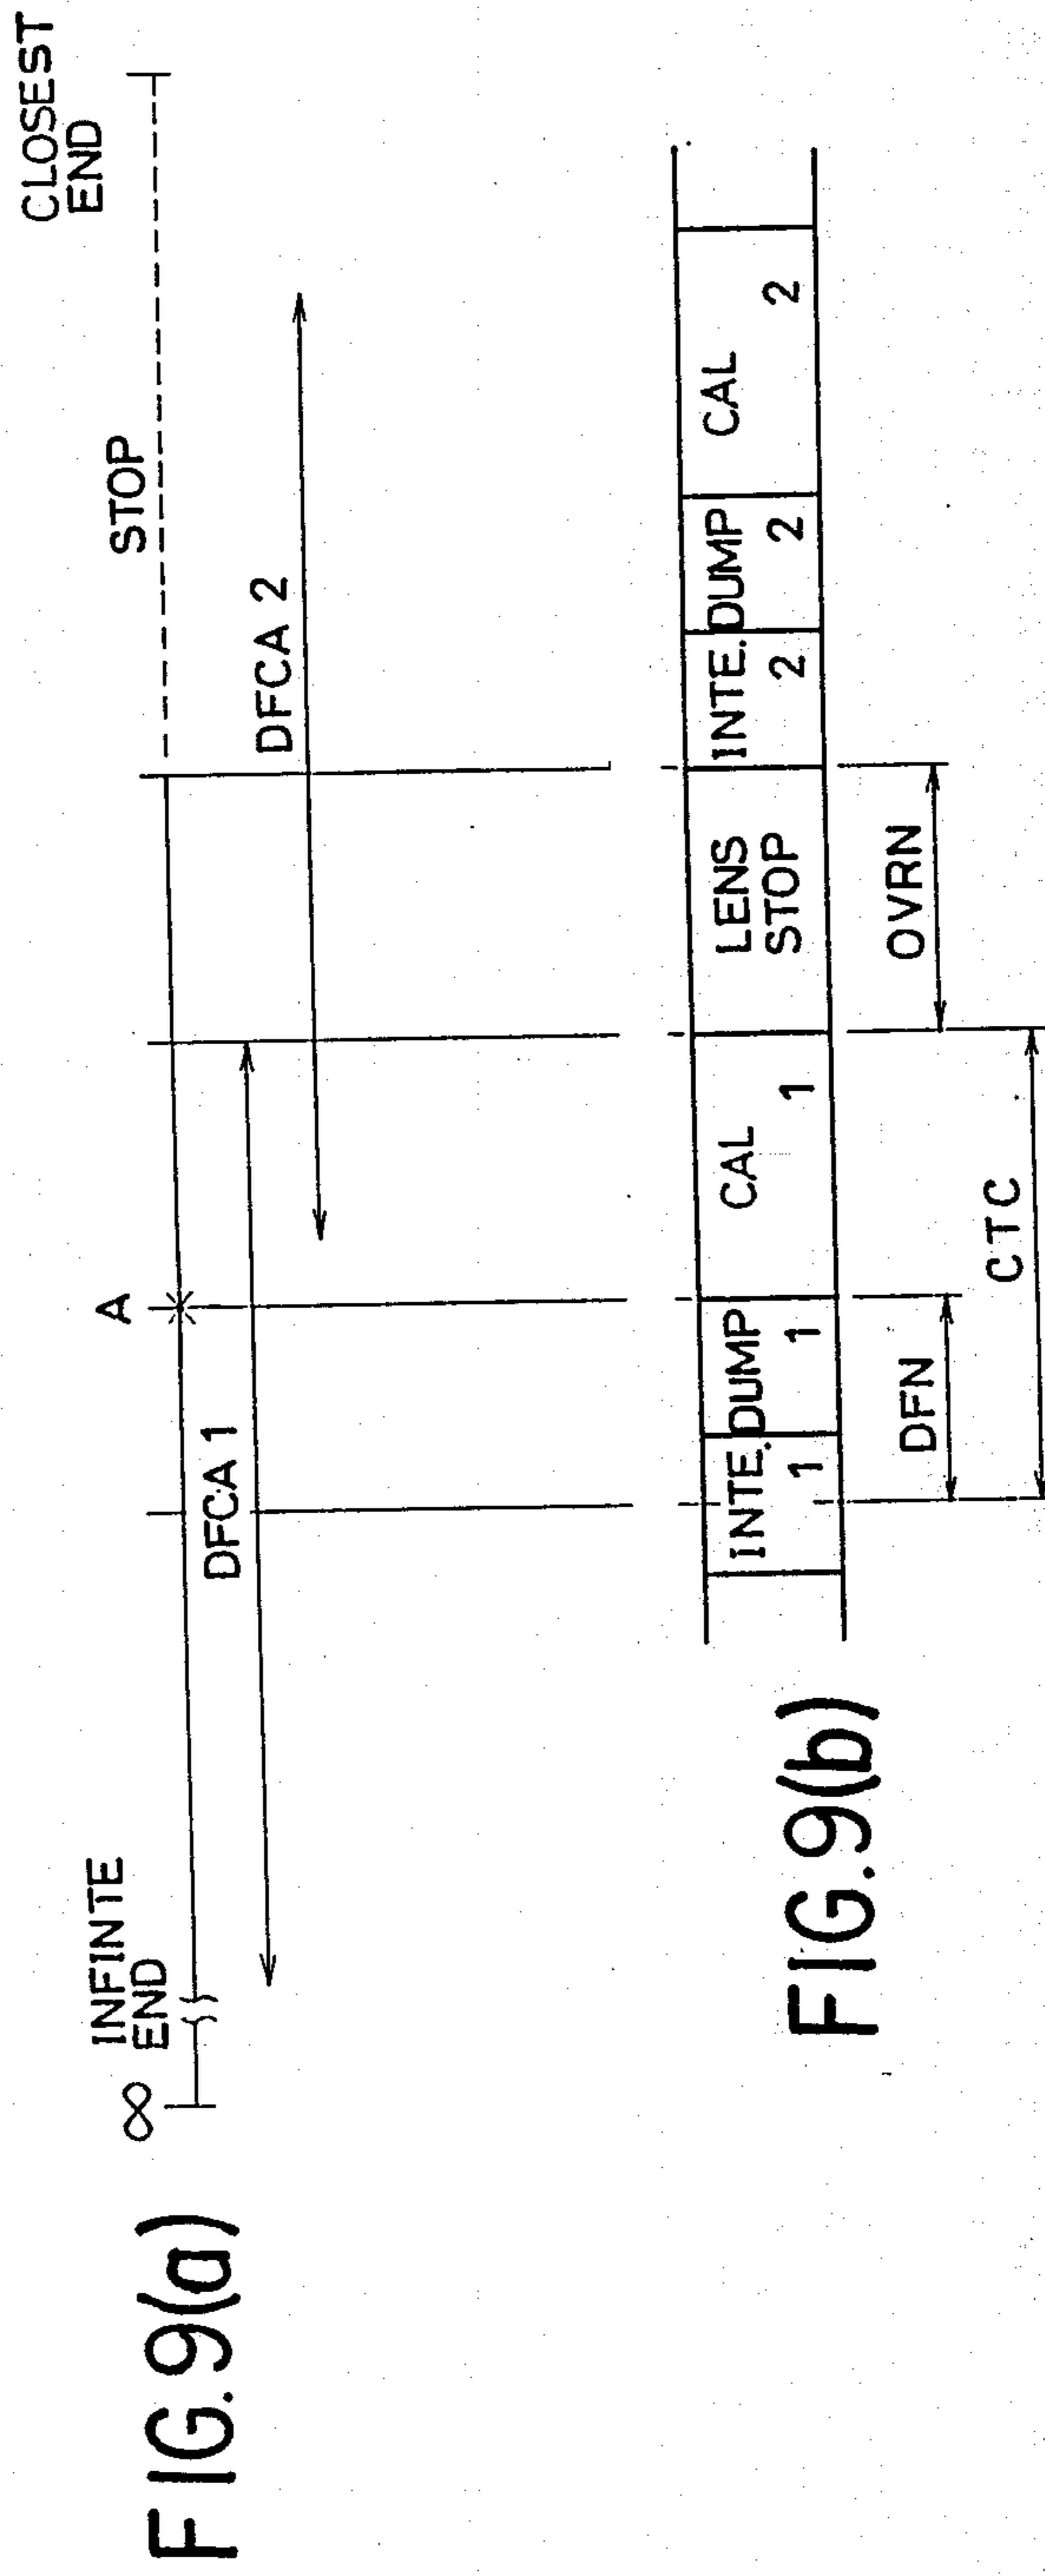 FIG. 9(a)
∞ INFINTE
END
CLOSEST
END
A
STOP
DFCA 1
DFCA 2
FIG. 9(b)
INTE. 1
DUMP 1
CAL 1
LENS
STOP
INTE. 2
DUMP 2
CAL 2
DFN
OVRN
CTC